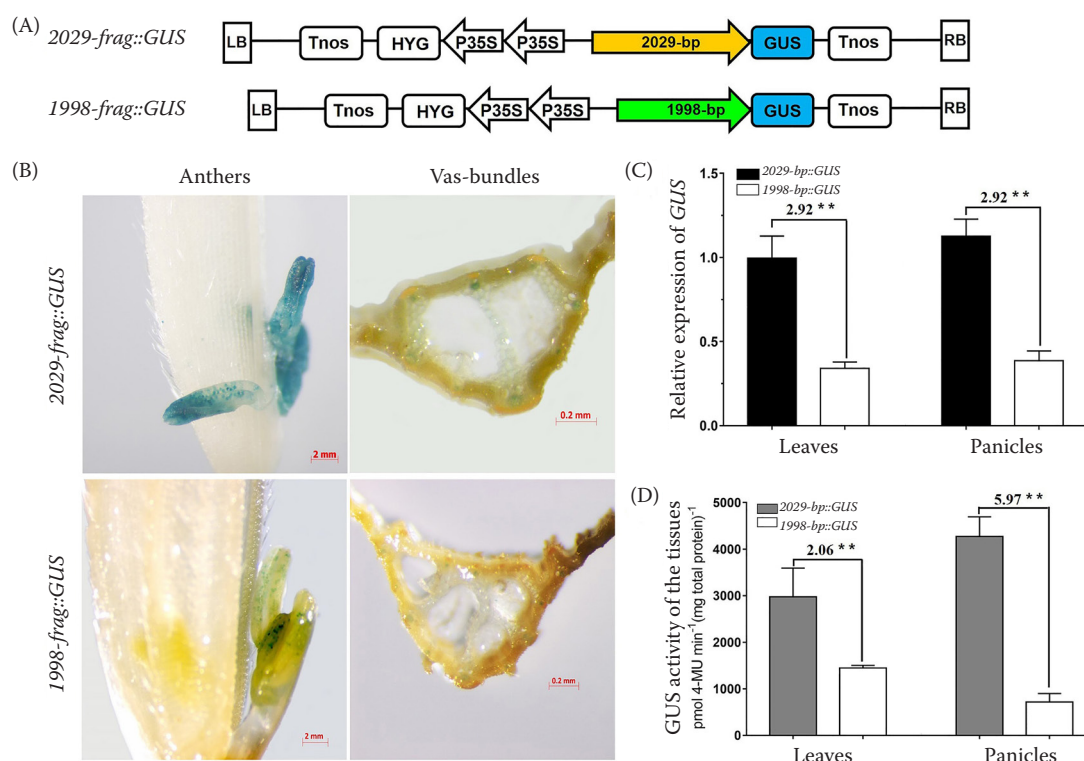 (A)
2029-frag::GUS
LB Tnos HYG P35S P35S 2029-bp GUS Tnos RB
1998-frag::GUS
LB Tnos HYG P35S P35S 1998-bp GUS Tnos RB
(B)
Anthers Vas-bundles
2029-frag::GUS
2 mm
0.2 mm
1998-frag::GUS
2 mm
0.2 mm
(C)
2029-bp::GUS
1998-bp::GUS
Relative expression of GUS
1.5
1.0
0.5
0.0
2.92 **
2.92 **
Leaves Panicles
(D)
2029-bp::GUS
1998-bp::GUS
GUS activity of the tissues
pmol 4-MU min⁻¹(mg total protein)⁻¹
5000
4000
3000
2000
1000
0
2.06 **
5.97 **
Leaves Panicles